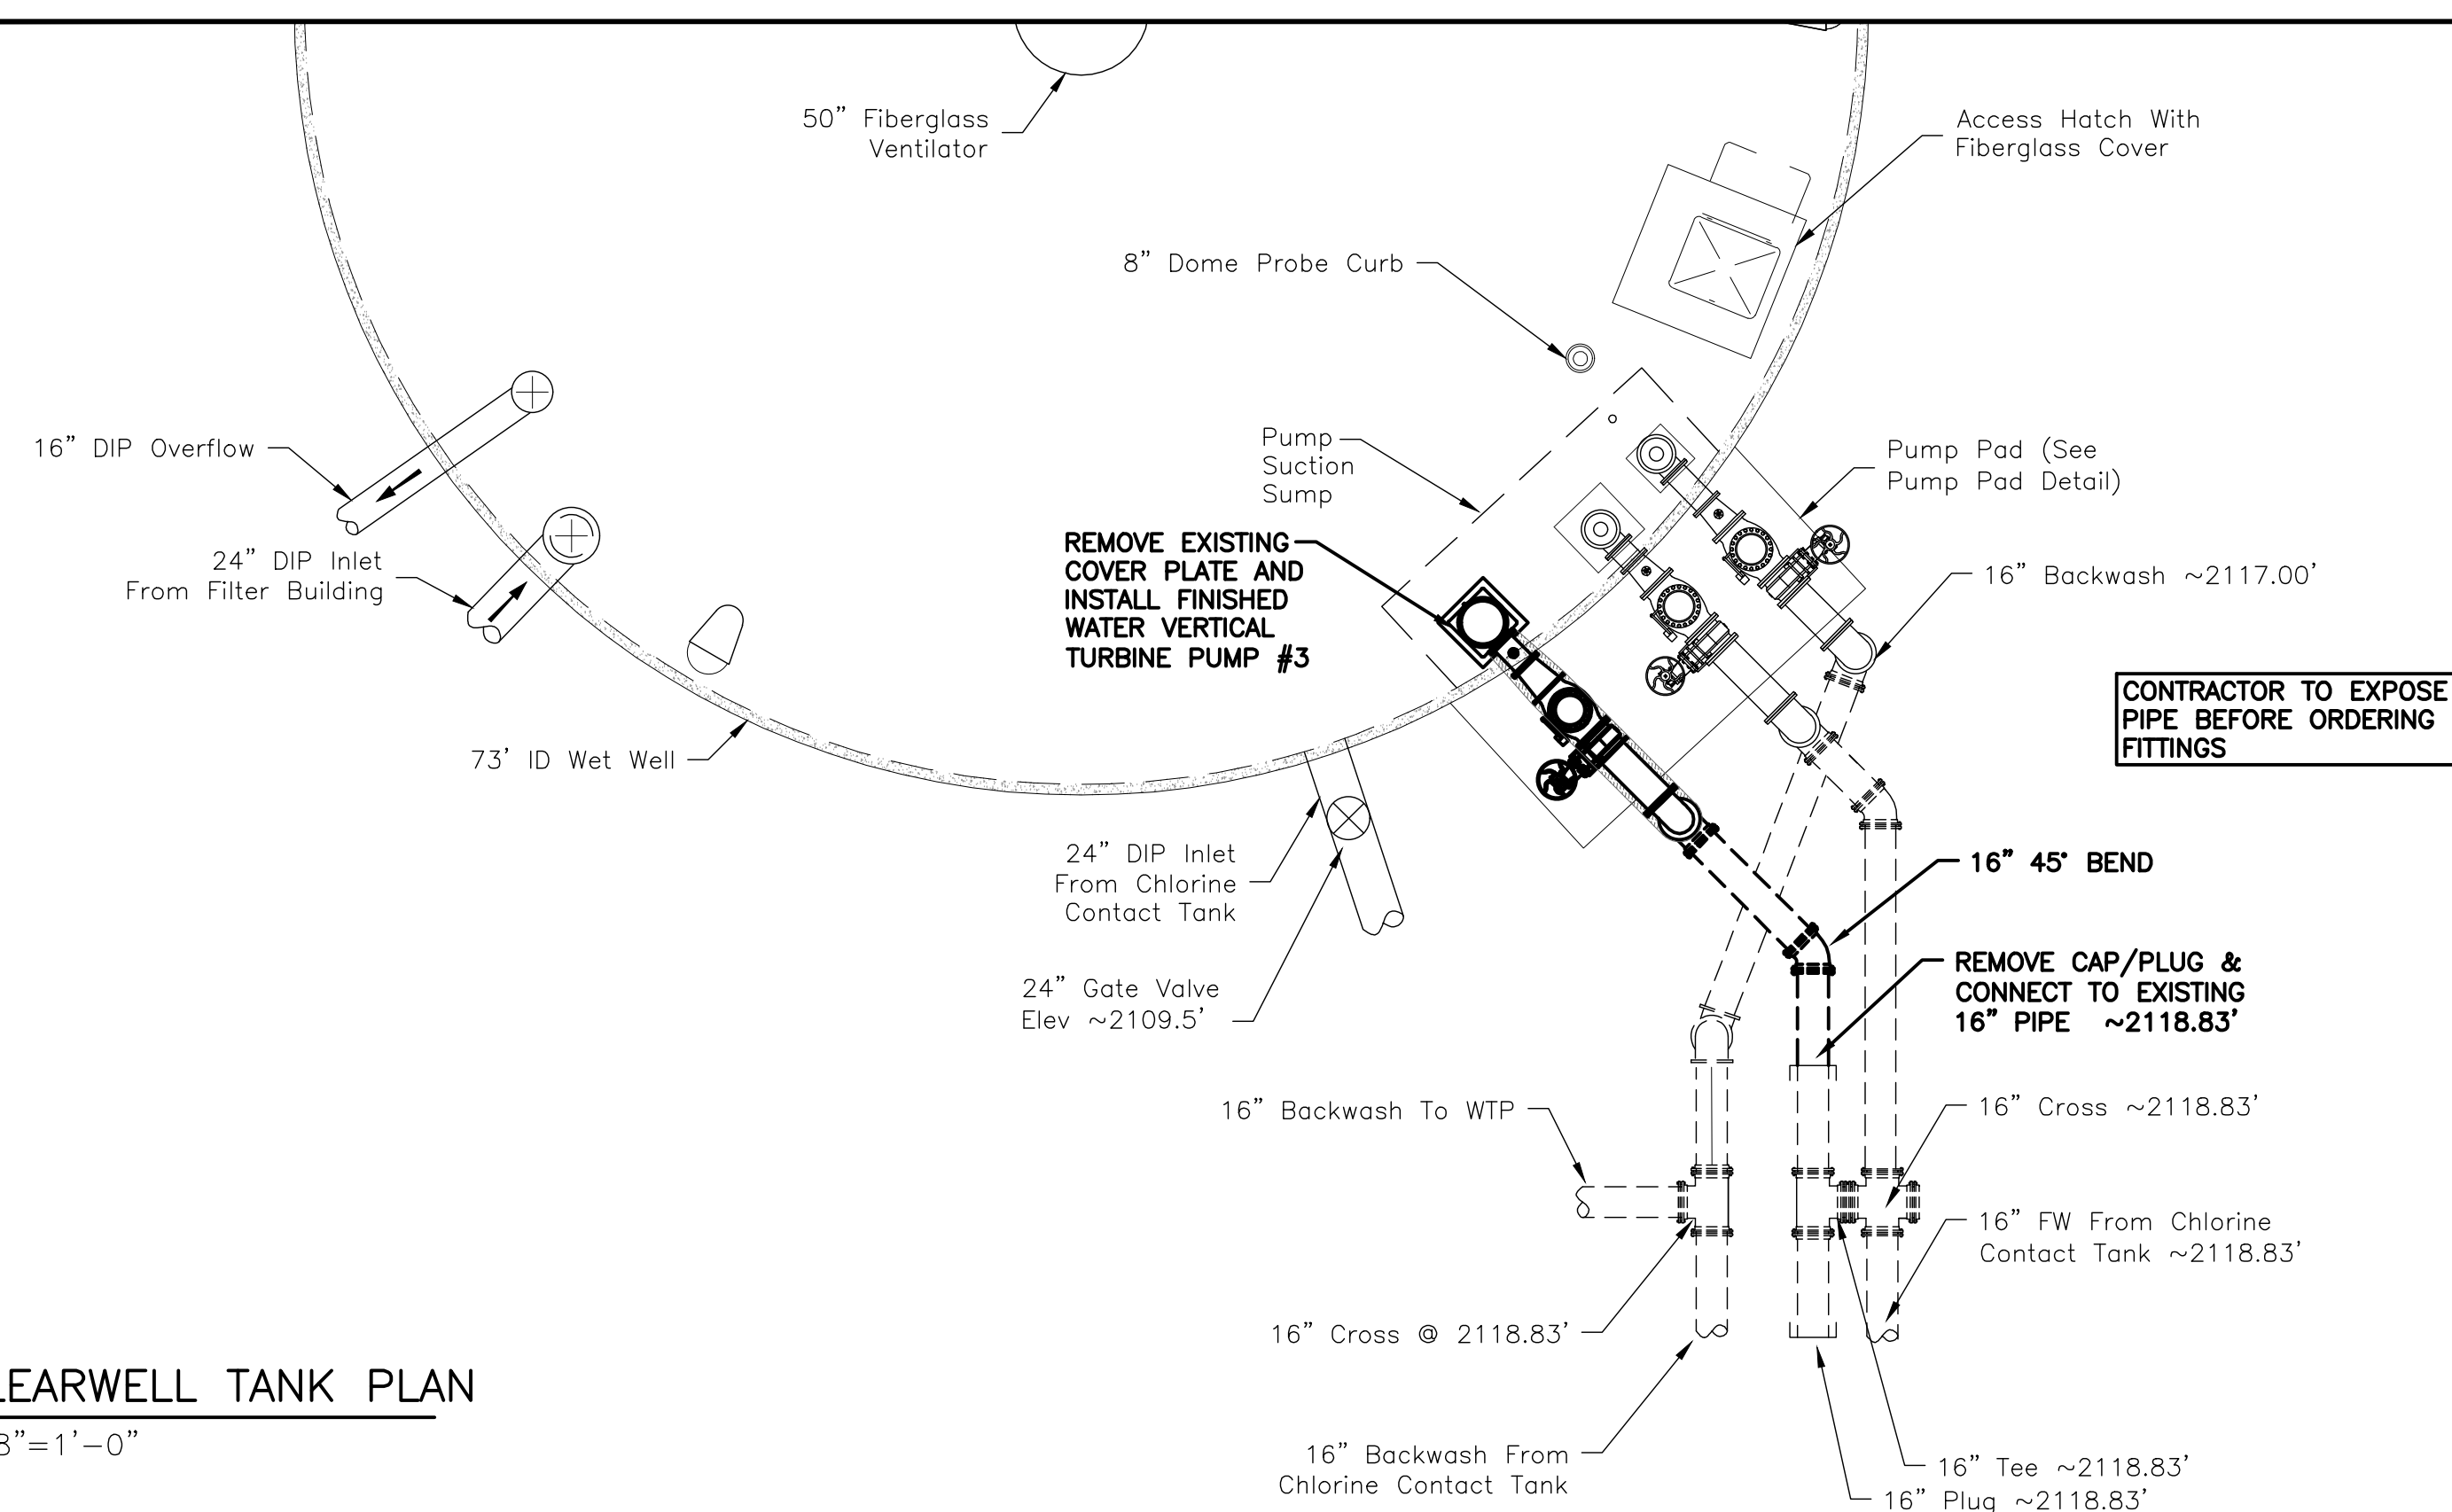 50” Fiberglass
Ventilator
Access Hatch With
Fiberglass Cover
8” Dome Probe Curb
16” DIP Overflow
Pump
Suction
Sump
Pump Pad (See
Pump Pad Detail)
24” DIP Inlet
From Filter Building
REMOVE EXISTING
COVER PLATE AND
INSTALL FINISHED
WATER VERTICAL
TURBINE PUMP #3
16” Backwash ~2117.00’
CONTRACTOR TO EXPOSE
PIPE BEFORE ORDERING
FITTINGS
73’ ID Wet Well
24” DIP Inlet
From Chlorine
Contact Tank
16” 45° BEND
24” Gate Valve
Elev ~2109.5’
REMOVE CAP/PLUG &
CONNECT TO EXISTING
16” PIPE ~2118.83’
16” Backwash To WTP
16” Cross ~2118.83’
16” FW From Chlorine
Contact Tank ~2118.83’
16” Cross @ 2118.83’
LEARWELL TANK PLAN
8”=1’-0”
16” Backwash From
Chlorine Contact Tank
16” Tee ~2118.83’
16” Plug ~2118.83’